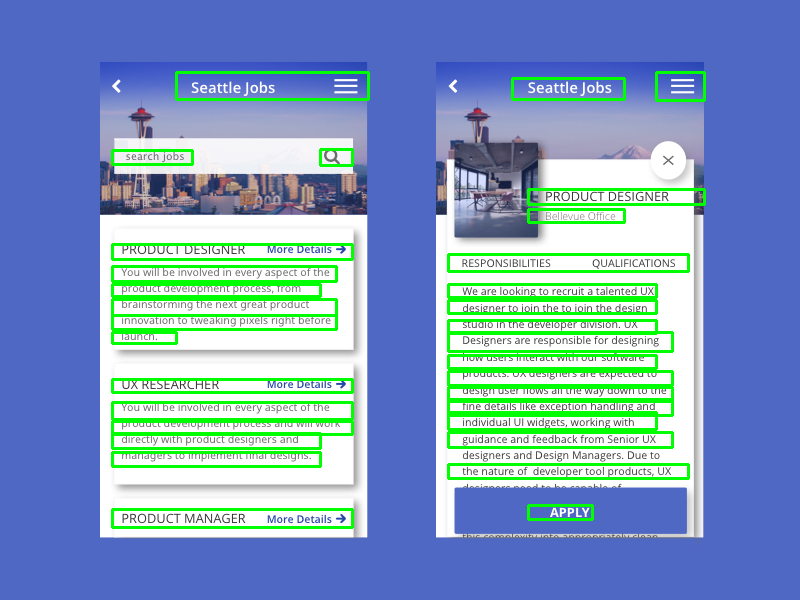 Seattle Jobs
search jobs
PRODUCT DESIGNER More Details
You will be involved in every aspect of the
product development process, from
brainstorming the next great product
innovation to tweaking pixels right before
launch.
UX RESEARCHER More Details
You will be involved in every aspect of the
product development process and will work
directly with product designers and
managers to implement final designs.
PRODUCT MANAGER More Details
Seattle Jobs
PRODUCT DESIGNER
Bellevue Office
RESPONSIBILITIES QUALIFICATIONS
We are looking to recruit a talented UX
designer to join the to join the design
studio in the developer division. UX
Designers are responsible for designing
how users interact with our software
products. UX designers are expected to
design user flows all the way down to the
fine details like exception handling and
individual UI widgets, working with
guidance and feedback from Senior UX
designers and Design Managers. Due to
the nature of developer tool products, UX
designers need to be capable of
APPLY
this complexity into appropriately clean